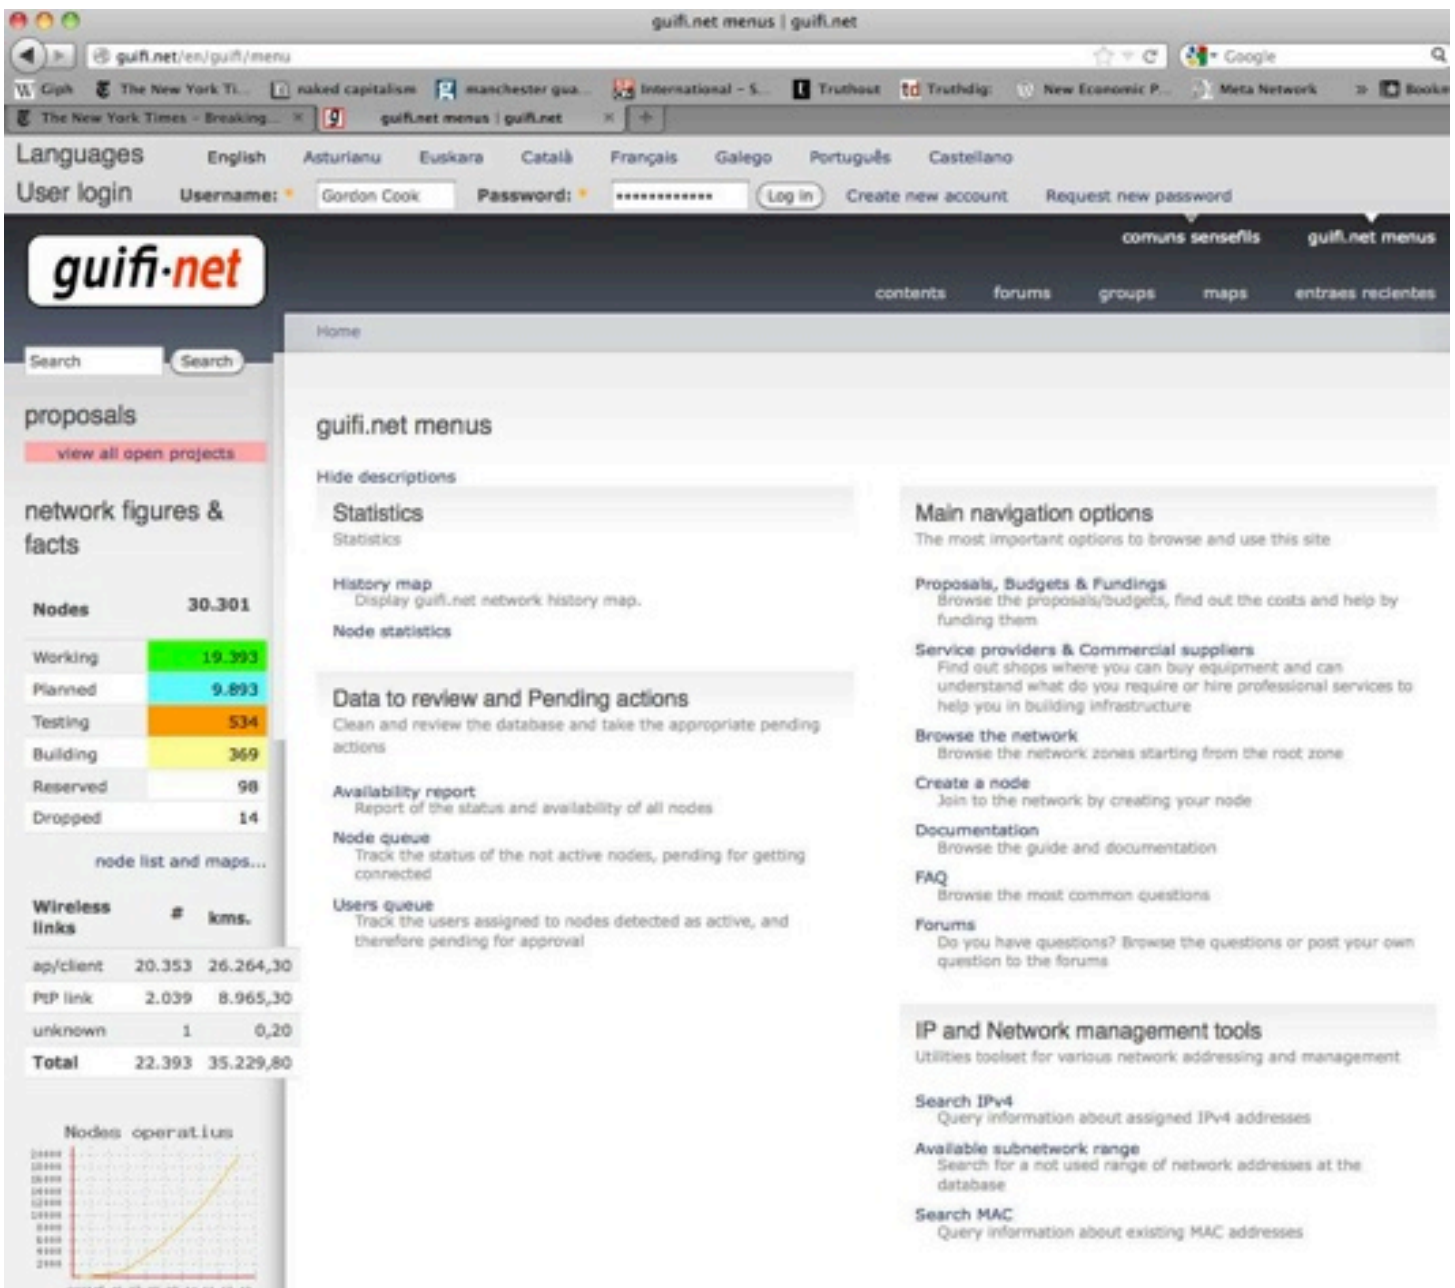 guifi.net menus | guifi.net
guifi.net/en/guifi/menu
Google
Giph The New York Ti... naked capitalism manchester gua... International - S... Truthout Truthdig: New Economic P... Meta Network » Bookm
The New York Times - Breaking... guifi.net menus | guifi.net
Languages English Asturianu Euskara Català Français Galego Português Castellano
User login Username: * Gordon Cook Password: * •••••••••••• Log in Create new account Request new password
comuns sensefils guifi.net menus
guifi·net
contents forums groups maps entraes recientes
Home
Search Search
proposals
view all open projects
network figures &
facts
Nodes 30.301
Working 19.393
Planned 9.893
Testing 534
Building 369
Reserved 98
Dropped 14
node list and maps...
Wireless
links # kms.
ap/client 20.353 26.264,30
PtP link 2.039 8.965,30
unknown 1 0,20
Total 22.393 35.229,80
Nodes operatius
guifi.net menus
Hide descriptions
Statistics
Statistics
History map
Display guifi.net network history map.
Node statistics
Data to review and Pending actions
Clean and review the database and take the appropriate pending
actions
Availability report
Report of the status and availability of all nodes
Node queue
Track the status of the not active nodes, pending for getting
connected
Users queue
Track the users assigned to nodes detected as active, and
therefore pending for approval
Main navigation options
The most important options to browse and use this site
Proposals, Budgets & Fundings
Browse the proposals/budgets, find out the costs and help by
funding them
Service providers & Commercial suppliers
Find out shops where you can buy equipment and can
understand what do you require or hire professional services to
help you in building infrastructure
Browse the network
Browse the network zones starting from the root zone
Create a node
Join to the network by creating your node
Documentation
Browse the guide and documentation
FAQ
Browse the most common questions
Forums
Do you have questions? Browse the questions or post your own
question to the forums
IP and Network management tools
Utilities toolset for various network addressing and management
Search IPv4
Query information about assigned IPv4 addresses
Available subnetwork range
Search for a not used range of network addresses at the
database
Search MAC
Query information about existing MAC addresses